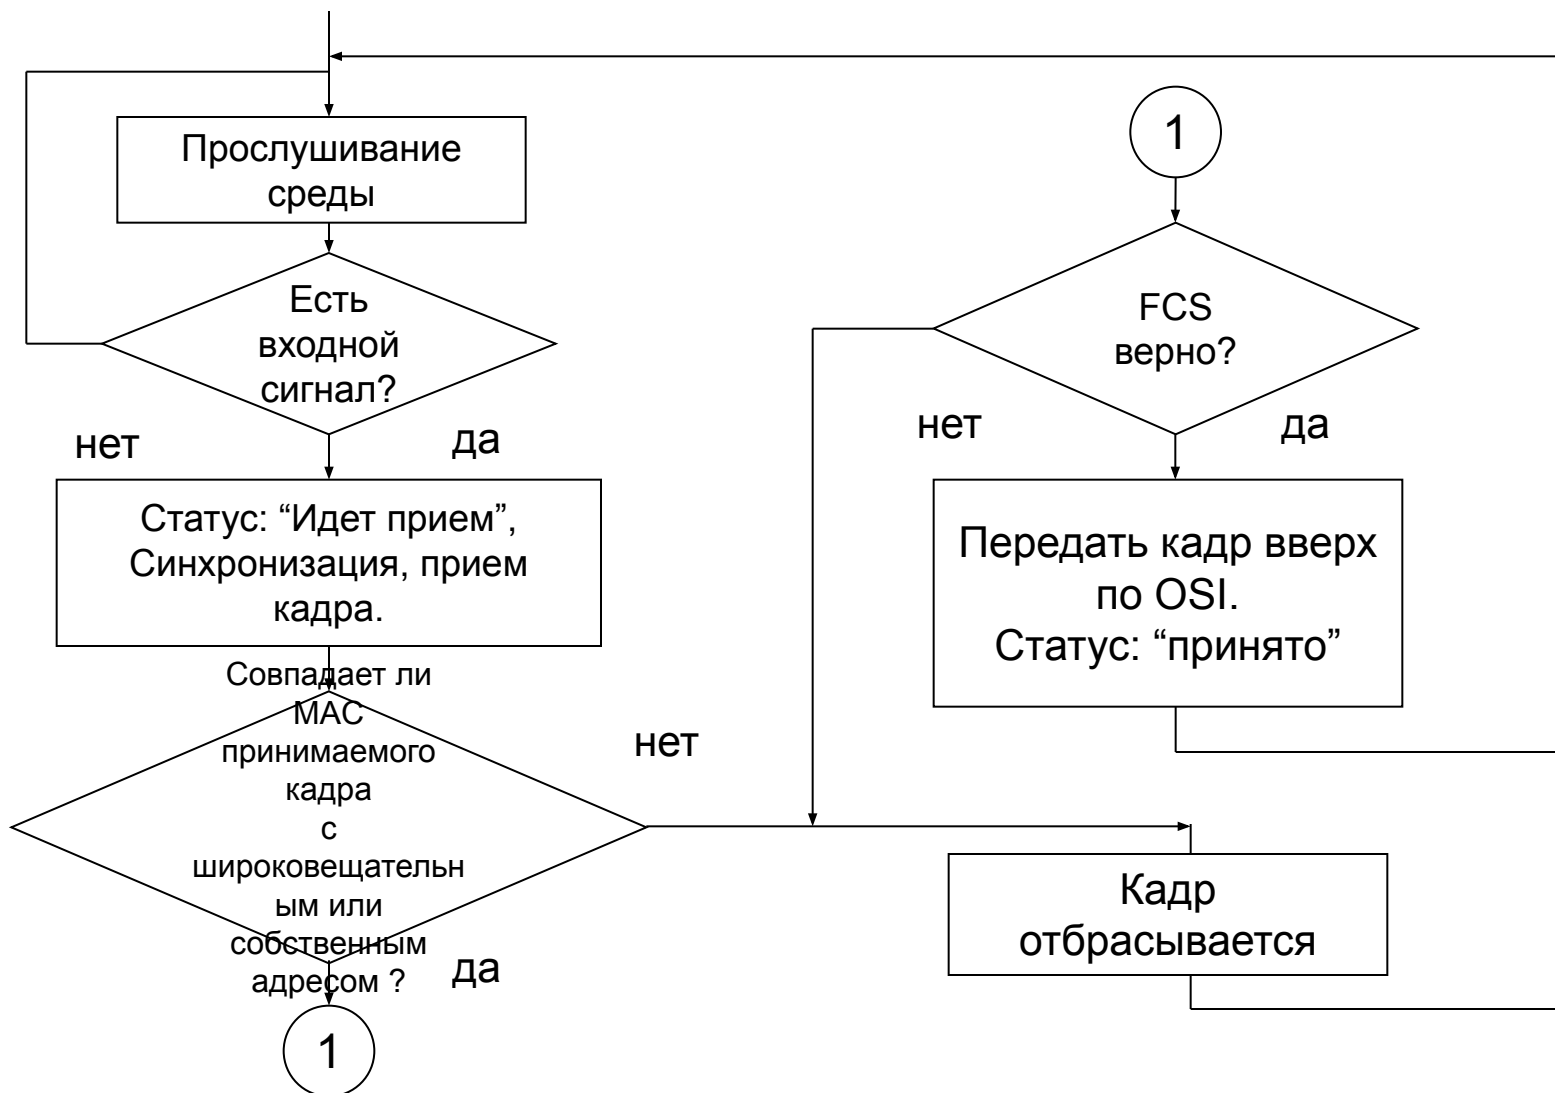 Прослушивание
среды
Есть
входной
сигнал?
нет
да
Статус: “Идет прием”,
Синхронизация, прием
кадра.
Совпадает ли
MAC
принимаемого
кадра
с
широковещательн
ым или
собственным
адресом ?
нет
да
1
1
FCS
верно?
нет
да
Передать кадр вверх
по OSI.
Статус: “принято”
Кадр
отбрасывается